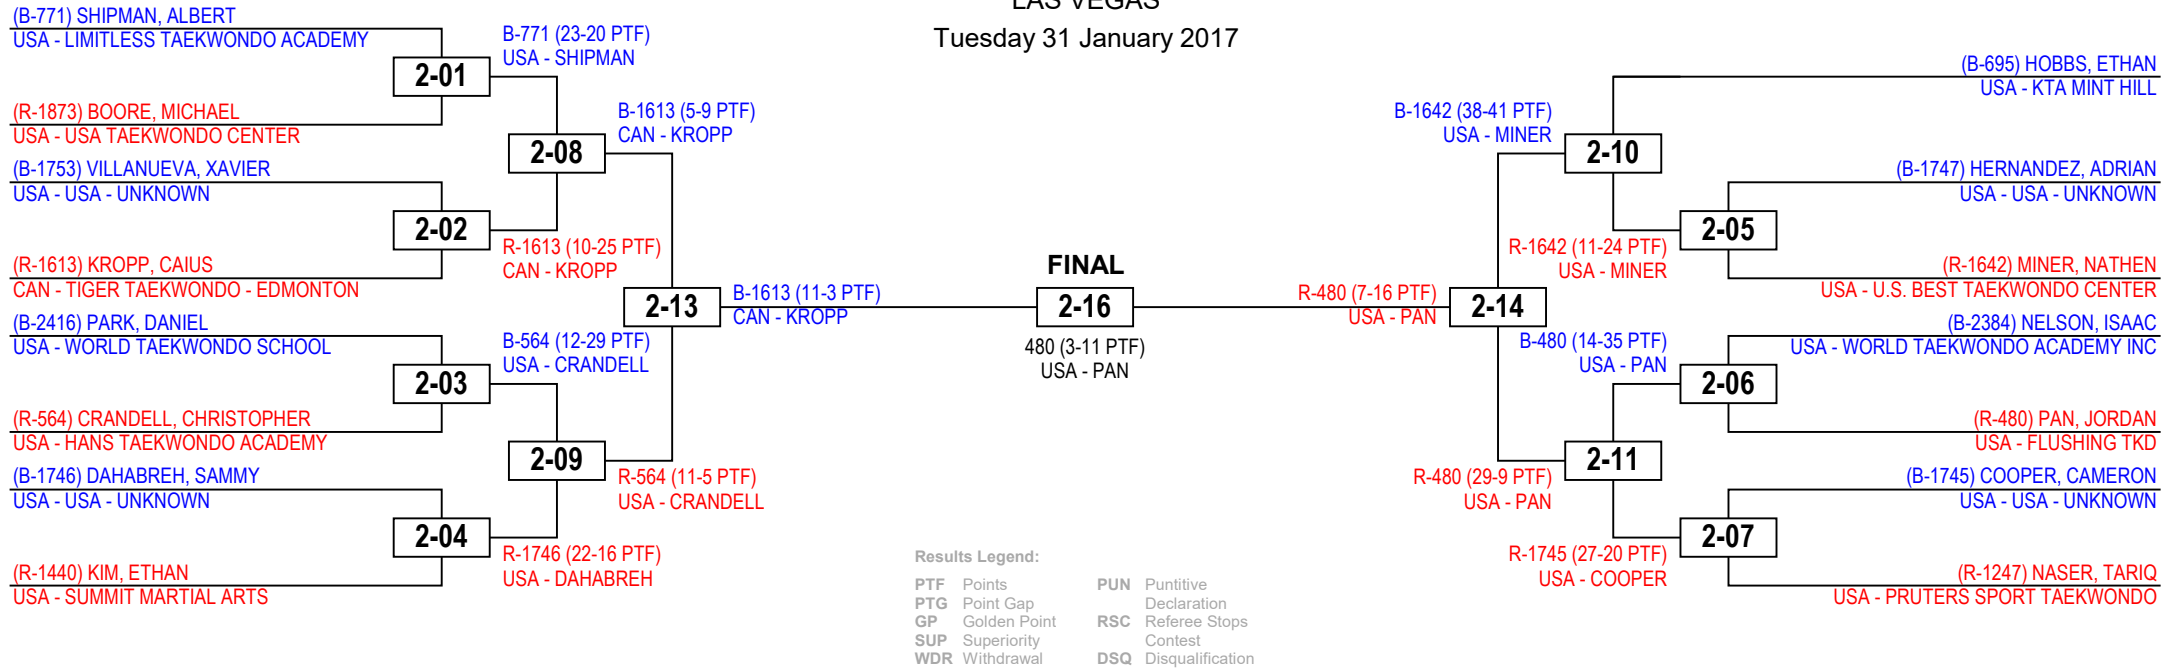 LAS VEGAS
Tuesday 31 January 2017
(B-771) SHIPMAN, ALBERT
USA - LIMITLESS TAEKWONDO ACADEMY
2-01
(R-1873) BOORE, MICHAEL
USA - USA TAEKWONDO CENTER
(B-1753) VILLANUEVA, XAVIER
USA - USA - UNKNOWN
2-02
(R-1613) KROPP, CAIUS
CAN - TIGER TAEKWONDO - EDMONTON
(B-2416) PARK, DANIEL
USA - WORLD TAEKWONDO SCHOOL
2-03
(R-564) CRANDELL, CHRISTOPHER
USA - HANS TAEKWONDO ACADEMY
(B-1746) DAHABREH, SAMMY
USA - USA - UNKNOWN
2-04
(R-1440) KIM, ETHAN
USA - SUMMIT MARTIAL ARTS
B-771 (23-20 PTF)
USA - SHIPMAN
2-08
R-1613 (10-25 PTF)
CAN - KROPP
B-564 (12-29 PTF)
USA - CRANDELL
2-09
R-1746 (22-16 PTF)
USA - DAHABREH
B-1613 (5-9 PTF)
CAN - KROPP
2-13
R-564 (11-5 PTF)
USA - CRANDELL
B-1613 (11-3 PTF)
CAN - KROPP
FINAL
2-16
480 (3-11 PTF)
USA - PAN
R-480 (7-16 PTF)
USA - PAN
B-1642 (38-41 PTF)
USA - MINER
2-14
R-480 (29-9 PTF)
USA - PAN
2-10
R-1642 (11-24 PTF)
USA - MINER
B-480 (14-35 PTF)
USA - PAN
2-11
R-1745 (27-20 PTF)
USA - COOPER
(B-695) HOBBS, ETHAN
USA - KTA MINT HILL
(B-1747) HERNANDEZ, ADRIAN
USA - USA - UNKNOWN
2-05
(R-1642) MINER, NATHEN
USA - U.S. BEST TAEKWONDO CENTER
(B-2384) NELSON, ISAAC
USA - WORLD TAEKWONDO ACADEMY INC
2-06
(R-480) PAN, JORDAN
USA - FLUSHING TKD
(B-1745) COOPER, CAMERON
USA - USA - UNKNOWN
2-07
(R-1247) NASER, TARIQ
USA - PRUTERS SPORT TAEKWONDO
Results Legend:
PTF Points
PTG Point Gap
GP Golden Point
SUP Superiority
WDR Withdrawal
PUN Puntitive
Declaration
RSC Referee Stops
Contest
DSQ Disqualification